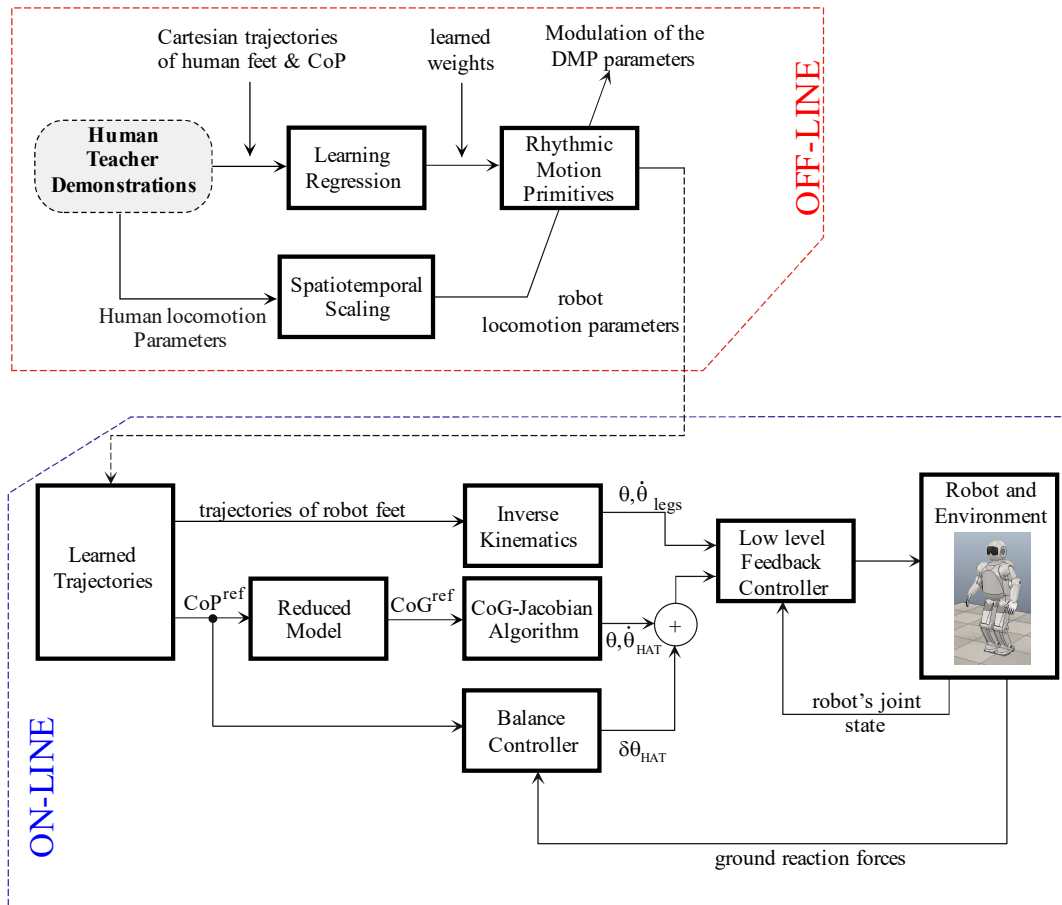 Cartesian trajectories
of human feet & CoP
learned
weights
Modulation of the
DMP parameters
Human
Teacher
Demonstrations
Learning
Regression
Rhythmic
Motion
Primitives
OFF-LINE
Spatiotemporal
Scaling
Human locomotion
Parameters
robot
locomotion parameters
Learned
Trajectories
trajectories of robot feet
Inverse
Kinematics
θ,θ̇ legs
Low level
Feedback
Controller
Robot and
Environment
CoP^ref
Reduced
Model
CoG^ref
CoG-Jacobian
Algorithm
θ,θ̇ HAT
+
Balance
Controller
δθ HAT
robot’s joint
state
ground reaction forces
ON-LINE